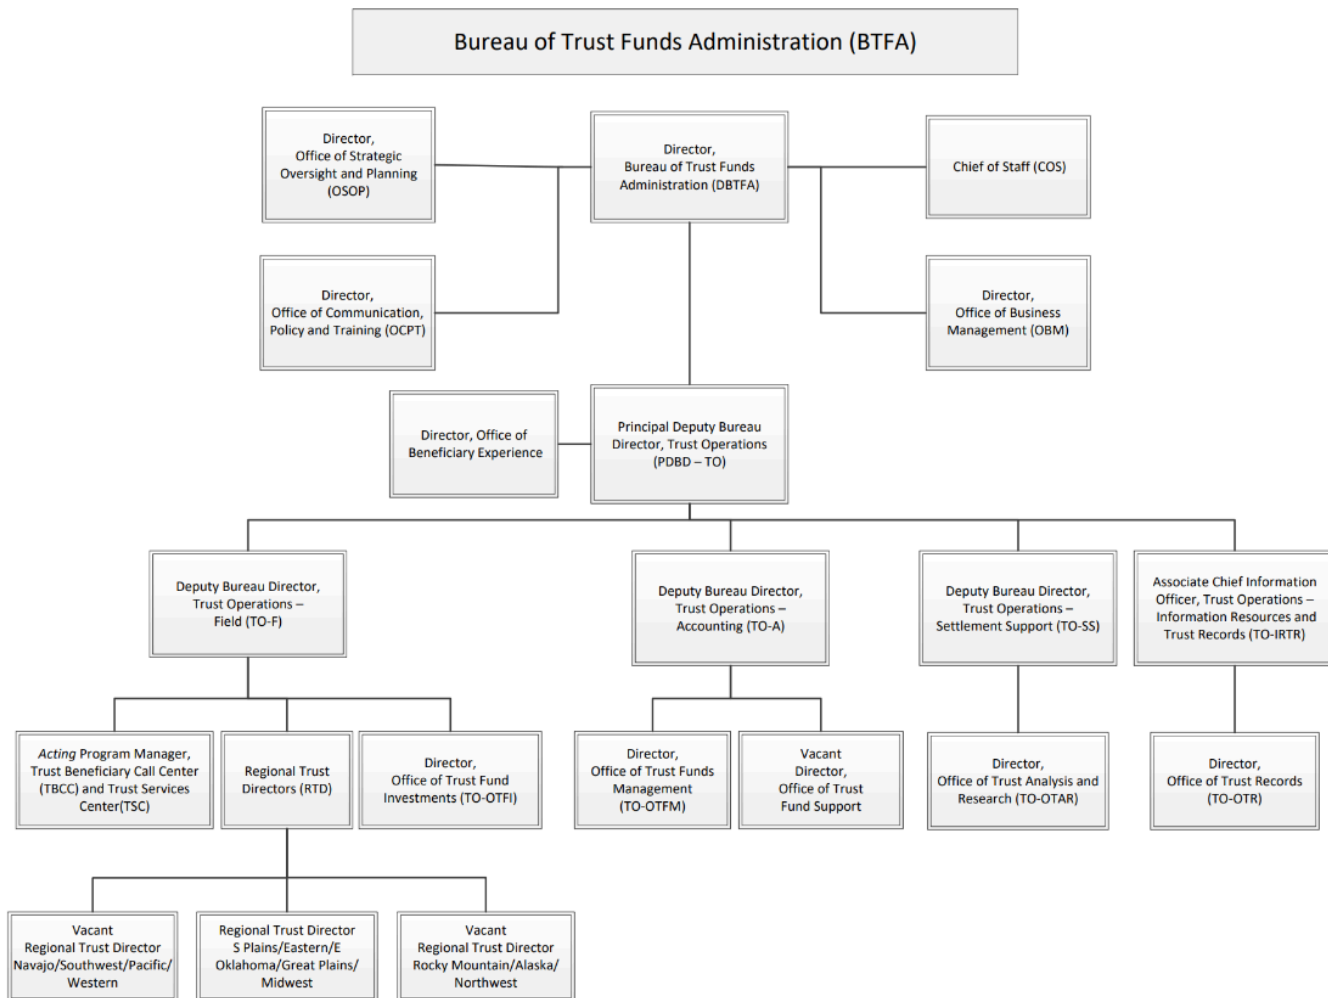 Bureau of Trust Funds Administration (BTFA)
Director,
Office of Strategic
Oversight and Planning
(OSOP)
Director,
Bureau of Trust Funds
Administration (DBTFA)
Chief of Staff (COS)
Director,
Office of Communication,
Policy and Training (OCPT)
Director,
Office of Business
Management (OBM)
Director, Office of
Beneficiary Experience
Principal Deputy Bureau
Director, Trust Operations
(PDBD – TO)
Deputy Bureau Director,
Trust Operations –
Field (TO-F)
Deputy Bureau Director,
Trust Operations –
Accounting (TO-A)
Deputy Bureau Director,
Trust Operations –
Settlement Support (TO-SS)
Associate Chief Information
Officer, Trust Operations –
Information Resources and
Trust Records (TO-IRTR)
Acting Program Manager,
Trust Beneficiary Call Center
(TBCC) and Trust Services
Center(TSC)
Regional Trust
Directors (RTD)
Director,
Office of Trust Fund
Investments (TO-OTFI)
Director,
Office of Trust Funds
Management
(TO-OTFM)
Vacant
Director,
Office of Trust
Fund Support
Director,
Office of Trust Analysis and
Research (TO-OTAR)
Director,
Office of Trust Records
(TO-OTR)
Vacant
Regional Trust Director
Navajo/Southwest/Pacific/
Western
Regional Trust Director
S Plains/Eastern/E
Oklahoma/Great Plains/
Midwest
Vacant
Regional Trust Director
Rocky Mountain/Alaska/
Northwest